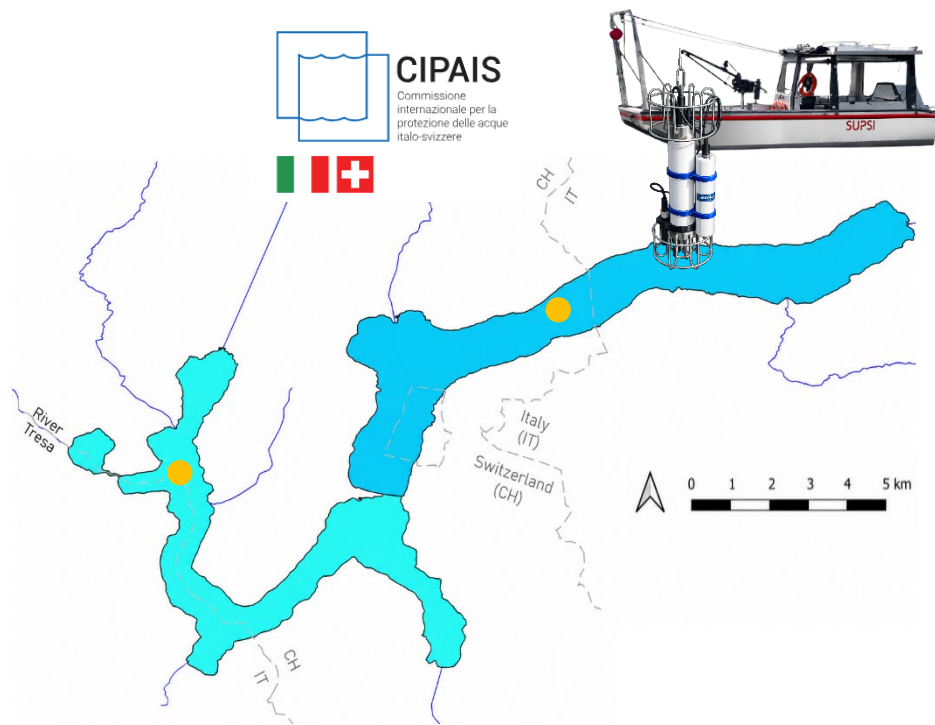 CIPAIS
Commissione
internazionale per la
protezione delle acque
italo-svizzere
SUPSI
CH
IT
River
Tresa
Italy
(IT)
Switzerland
(CH)
0 1 2 3 4 5 km
CH
IT